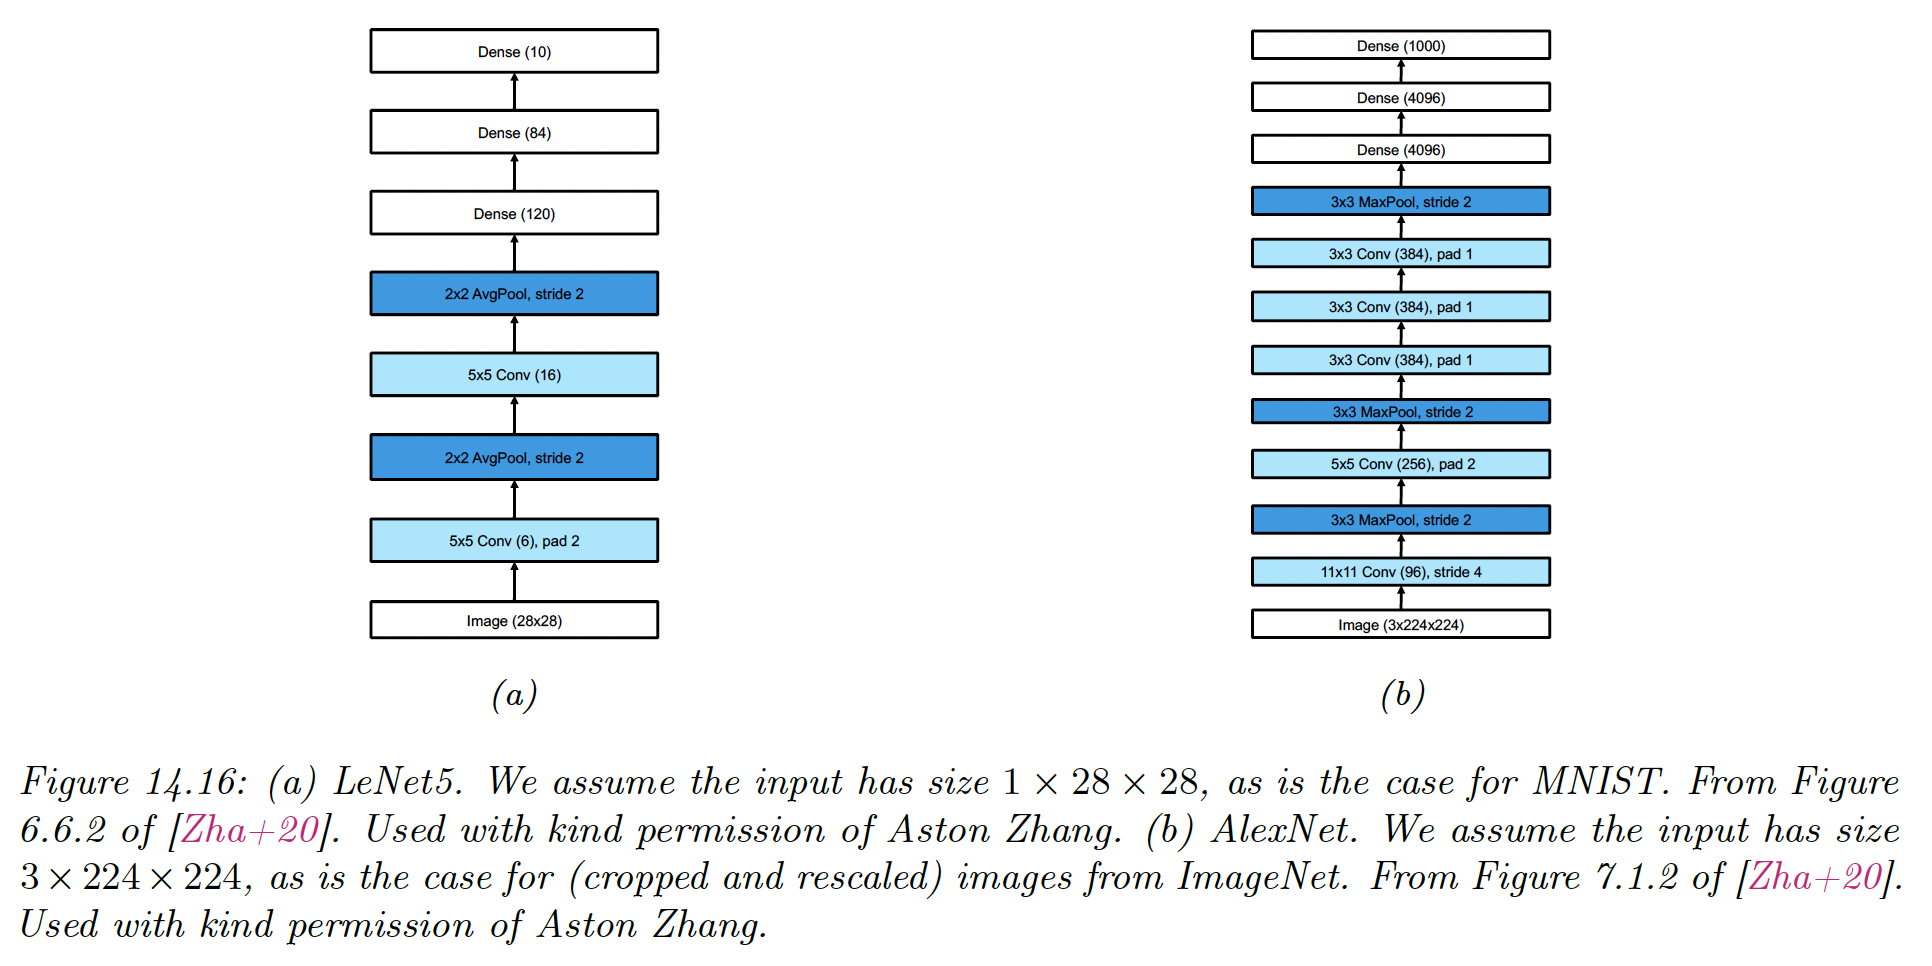 Dense (10)
Dense (84)
Dense (120)
2x2 AvgPool, stride 2
5x5 Conv (16)
2x2 AvgPool, stride 2
5x5 Conv (6), pad 2
Image (28x28)
(a)
Dense (1000)
Dense (4096)
Dense (4096)
3x3 MaxPool, stride 2
3x3 Conv (384), pad 1
3x3 Conv (384), pad 1
3x3 Conv (384), pad 1
3x3 MaxPool, stride 2
5x5 Conv (256), pad 2
3x3 MaxPool, stride 2
11x11 Conv (96), stride 4
Image (3x224x224)
(b)
Figure 14.16: (a) LeNet5. We assume the input has size 1 × 28 × 28, as is the case for MNIST. From Figure
6.6.2 of [Zha+20]. Used with kind permission of Aston Zhang. (b) AlexNet. We assume the input has size
3 × 224 × 224, as is the case for (cropped and rescaled) images from ImageNet. From Figure 7.1.2 of [Zha+20].
Used with kind permission of Aston Zhang.